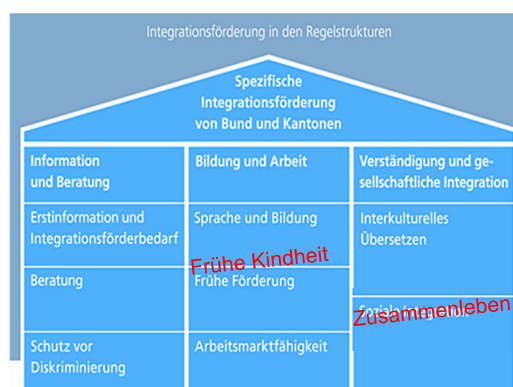 Integrationsförderung in den Regelstrukturen
Spezifische
Integrationsförderung
von Bund und Kantonen
Information
und Beratung
Bildung und Arbeit
Verständigung und ge-
sellschaftliche Integration
Erstinformation und
Integrationsförderbedarf
Sprache und Bildung
Interkulturelles
Übersetzen
Frühe Kindheit
Beratung
Frühe Förderung
Soziale Integration
Zusammenleben
Schutz vor
Diskriminierung
Arbeitsmarktfähigkeit